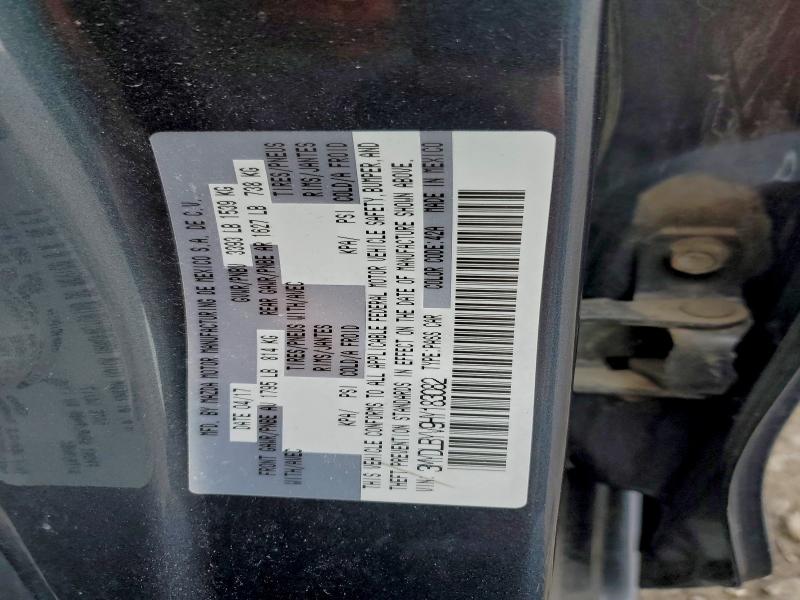 MFD. BY MAZDA MOTOR MANUFACTURING DE MEXICO S.A. DE C.V.
DATE 04/17 GVWR/PNBV 3393 LB 1539 KG
FRONT GAWR/PNBE AV 1795 LB 814 KG REAR GAWR/PNBE AR 1627 LB 738 KG
WITH/AVEC TIRES/PNEUS WITH/AVEC TIRES/PNEUS
RIMS/JANTES RIMS/JANTES
KPA/ PSI COLD/A FROID KPA/ PSI COLD/A FROID
THIS VEHICLE CONFORMS TO ALL APPLICABLE FEDERAL MOTOR VEHICLE SAFETY, BUMPER, AND
THEFT PREVENTION STANDARDS IN EFFECT ON THE DATE OF MANUFACTURE SHOWN ABOVE.
VIN: TYPE:PASS CAR COLOR CODE:42A MADE IN MEXICO